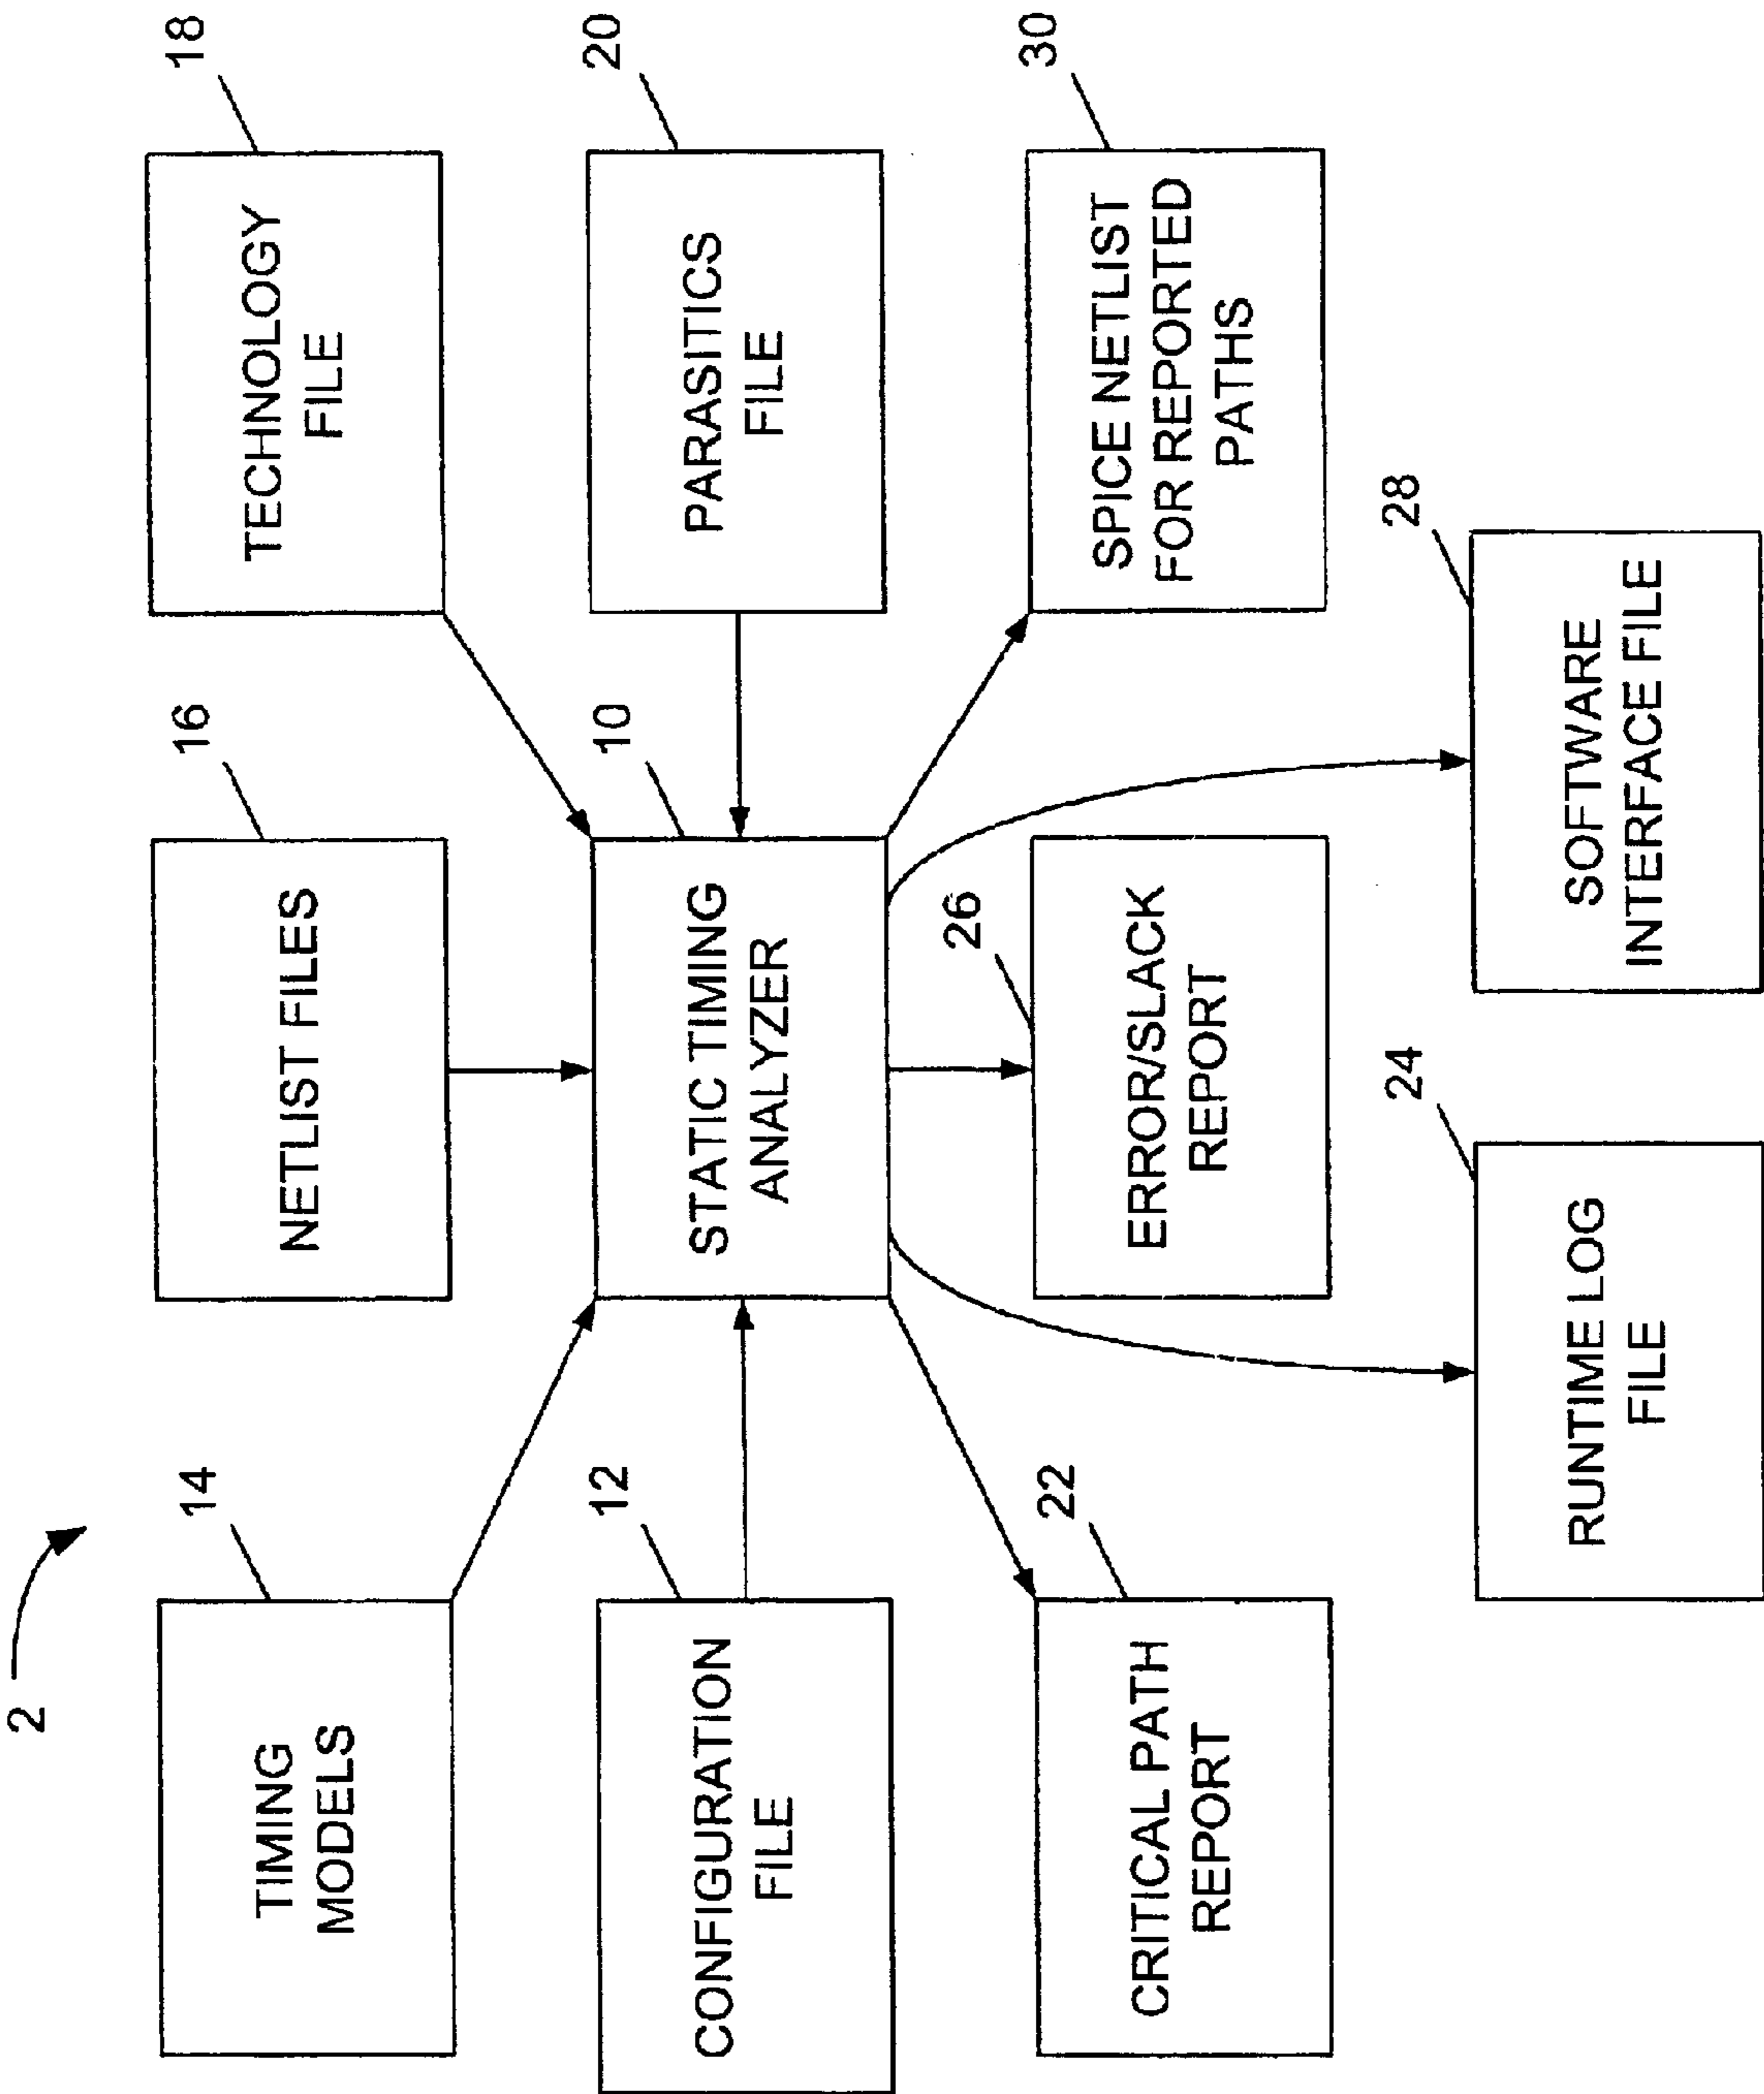 2
14
TIMING
MODELS
16
NETLIST FILES
18
TECHNOLOGY
FILE
12
CONFIGURATION
FILE
10
STATIC TIMING
ANALYZER
20
PARASITICS
FILE
22
CRITICAL PATH
REPORT
26
ERROR/SLACK
REPORT
30
SPICE NETLIST
FOR REPORTED
PATHS
24
RUNTIME LOG
FILE
28
SOFTWARE
INTERFACE FILE